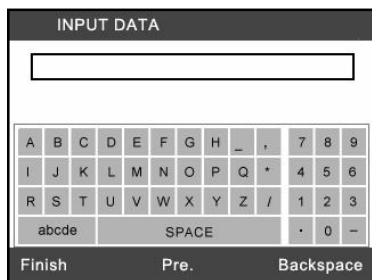 INPUT DATA
A B C D E F G H _ , 7 8 9
I J K L M N O P Q * 4 5 6
R S T U V W X Y Z / 1 2 3
abcde SPACE . 0 –
Finish Pre. Backspace